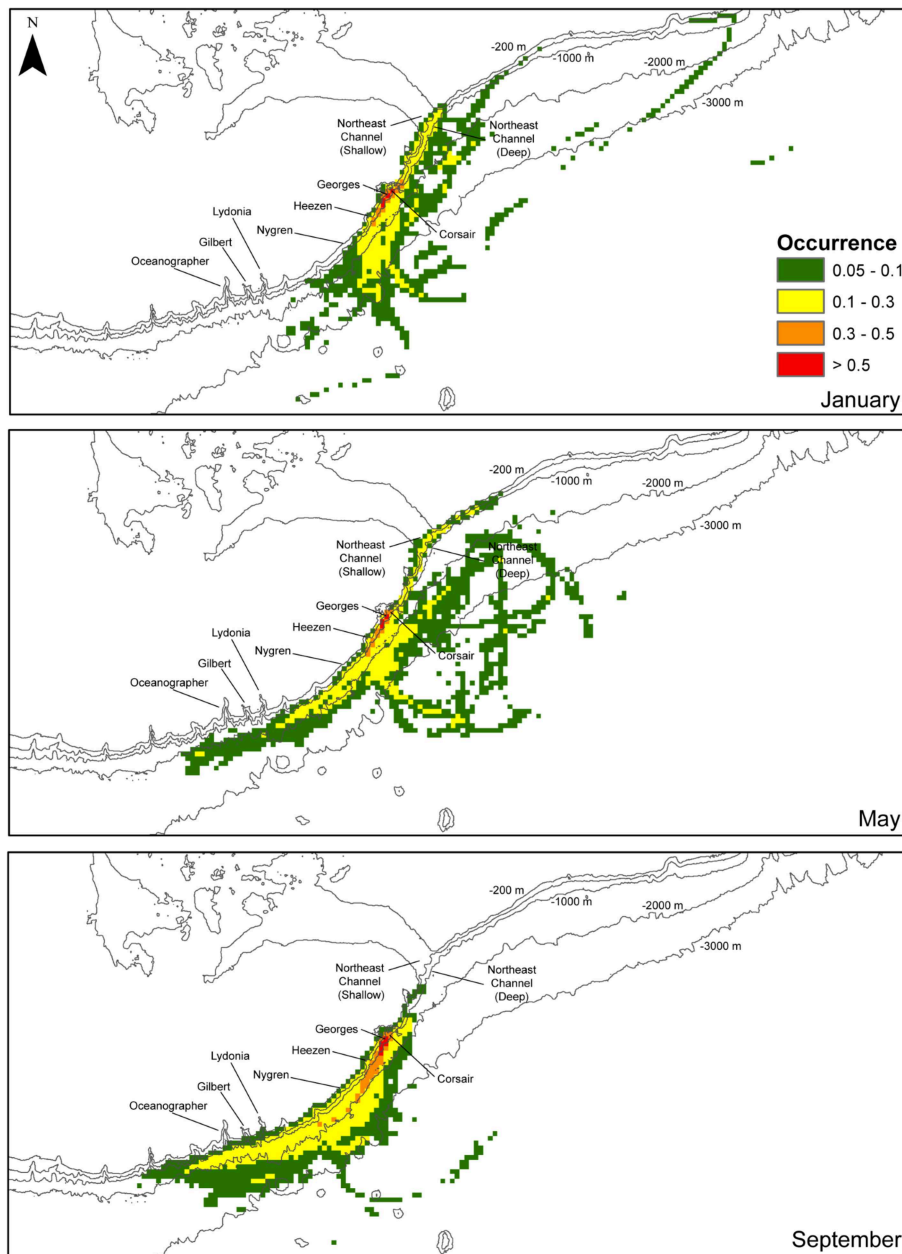 N
-200 m
-1000 m
-2000 m
-3000 m
Northeast
Channel
(Shallow)
Northeast
Channel
(Deep)
Georges
Heezen
Lydonia
Nygren
Gilbert
Oceanographer
Corsair
Occurrence
0.05 - 0.1
0.1 - 0.3
0.3 - 0.5
> 0.5
January
-200 m
-1000 m
-2000 m
-3000 m
Northeast
Channel
(Shallow)
Northeast
Channel
(Deep)
Georges
Heezen
Lydonia
Nygren
Gilbert
Oceanographer
Corsair
May
-200 m
-1000 m
-2000 m
-3000 m
Northeast
Channel
(Shallow)
Northeast
Channel
(Deep)
Georges
Heezen
Lydonia
Nygren
Gilbert
Oceanographer
Corsair
September